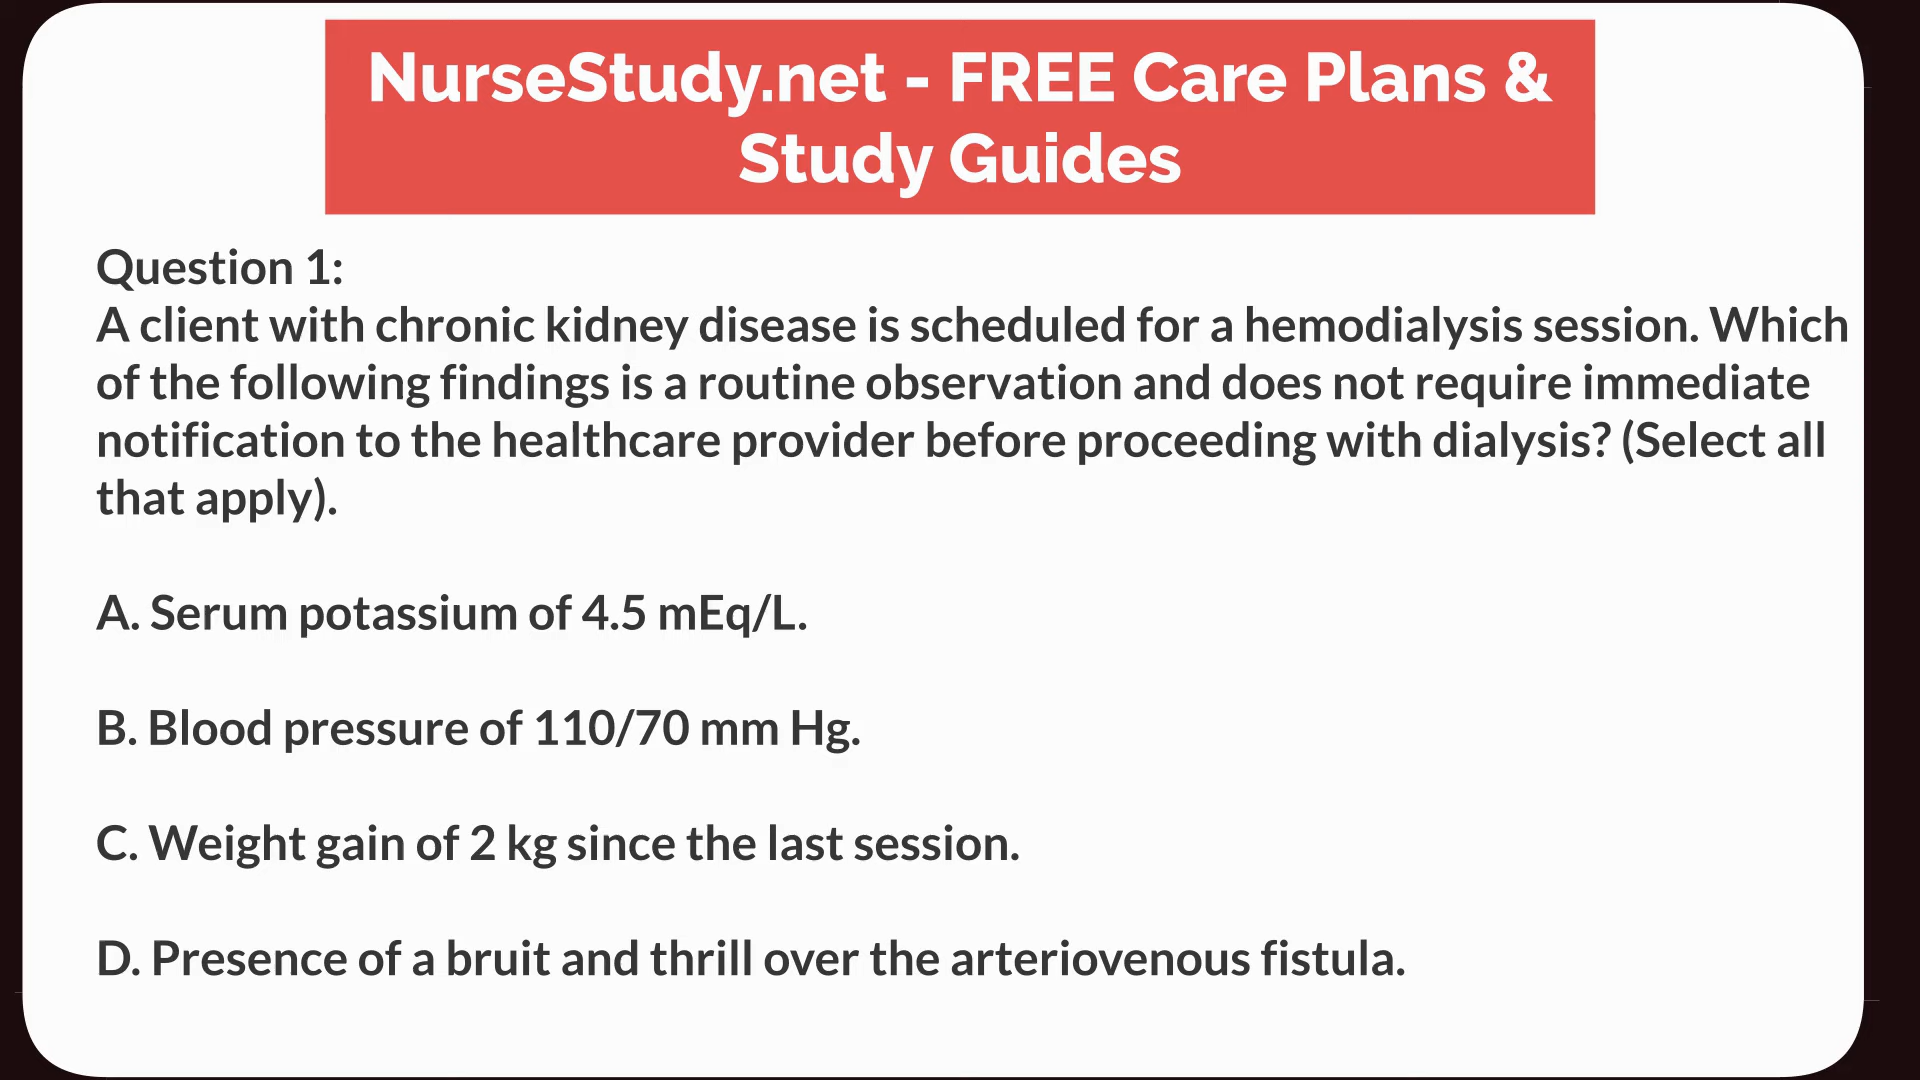 NurseStudy.net - FREE Care Plans &
Study Guides
Question 1:
A client with chronic kidney disease is scheduled for a hemodialysis session. Which
of the following findings is a routine observation and does not require immediate
notification to the healthcare provider before proceeding with dialysis? (Select all
that apply).
A. Serum potassium of 4.5 mEq/L.
B. Blood pressure of 110/70 mm Hg.
C. Weight gain of 2 kg since the last session.
D. Presence of a bruit and thrill over the arteriovenous fistula.